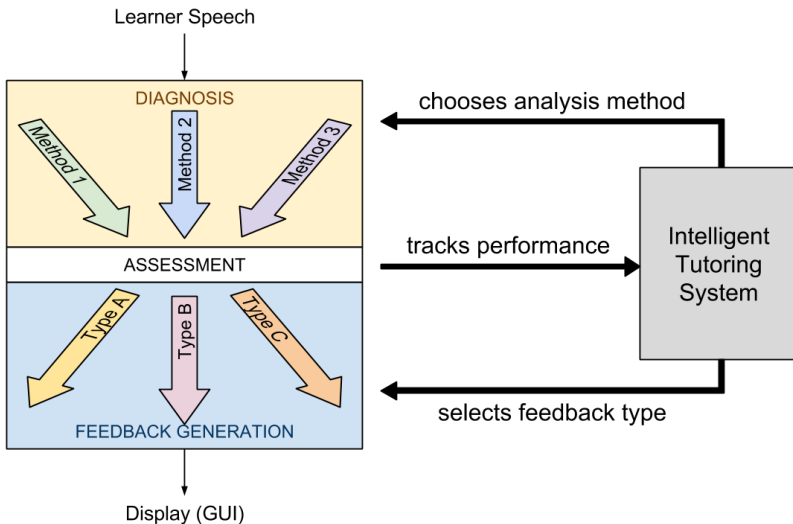 Learner Speech
DIAGNOSIS
Method 1
Method 2
Method 3
chooses analysis method
ASSESSMENT
tracks performance
Intelligent
Tutoring
System
Type A
Type B
Type C
FEEDBACK GENERATION
selects feedback type
Display (GUI)